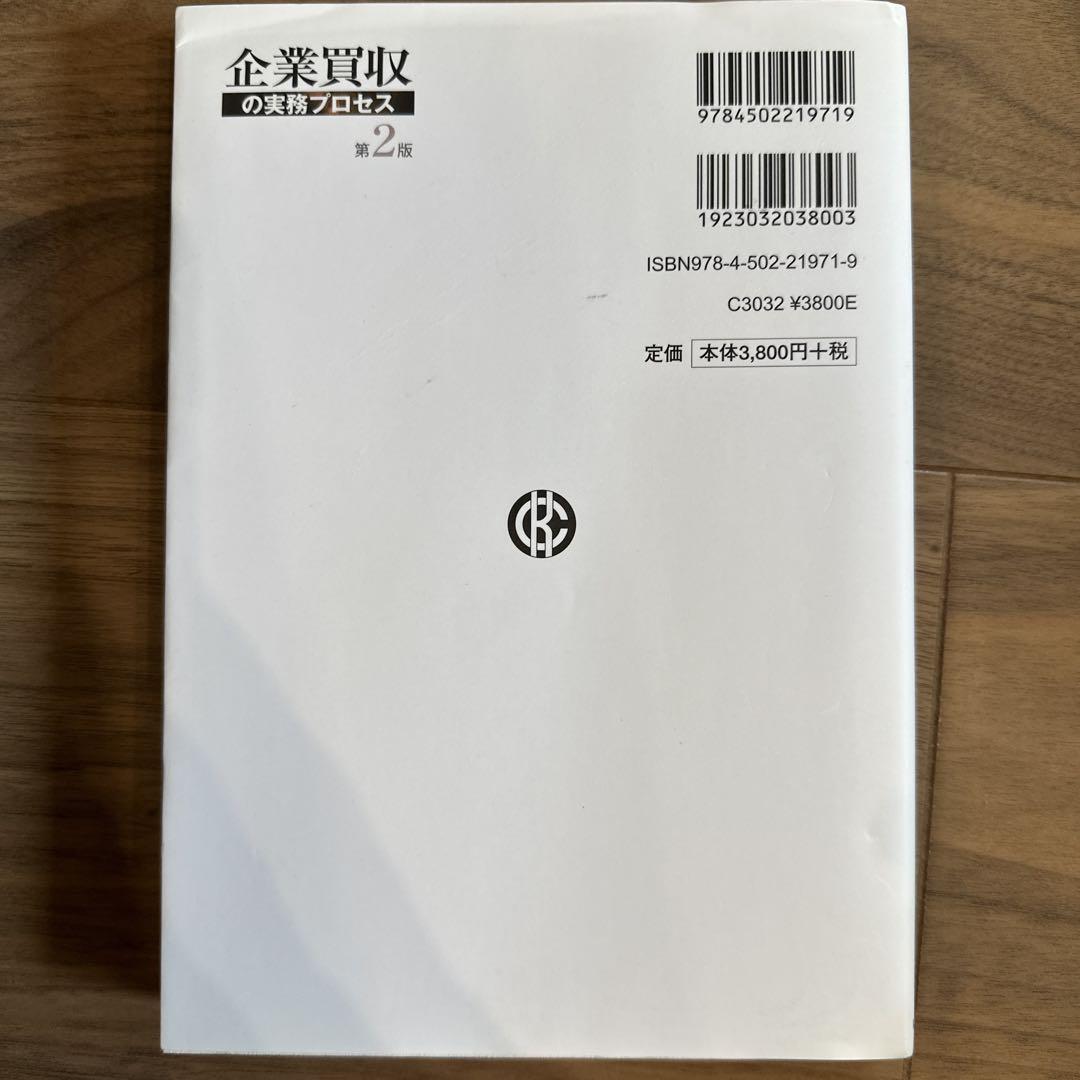 企業買収
の実務プロセス
第2版
9784502219719
1923032038003
ISBN978-4-502-21971-9
C3032 ¥3800E
定価 本体3,800円+税